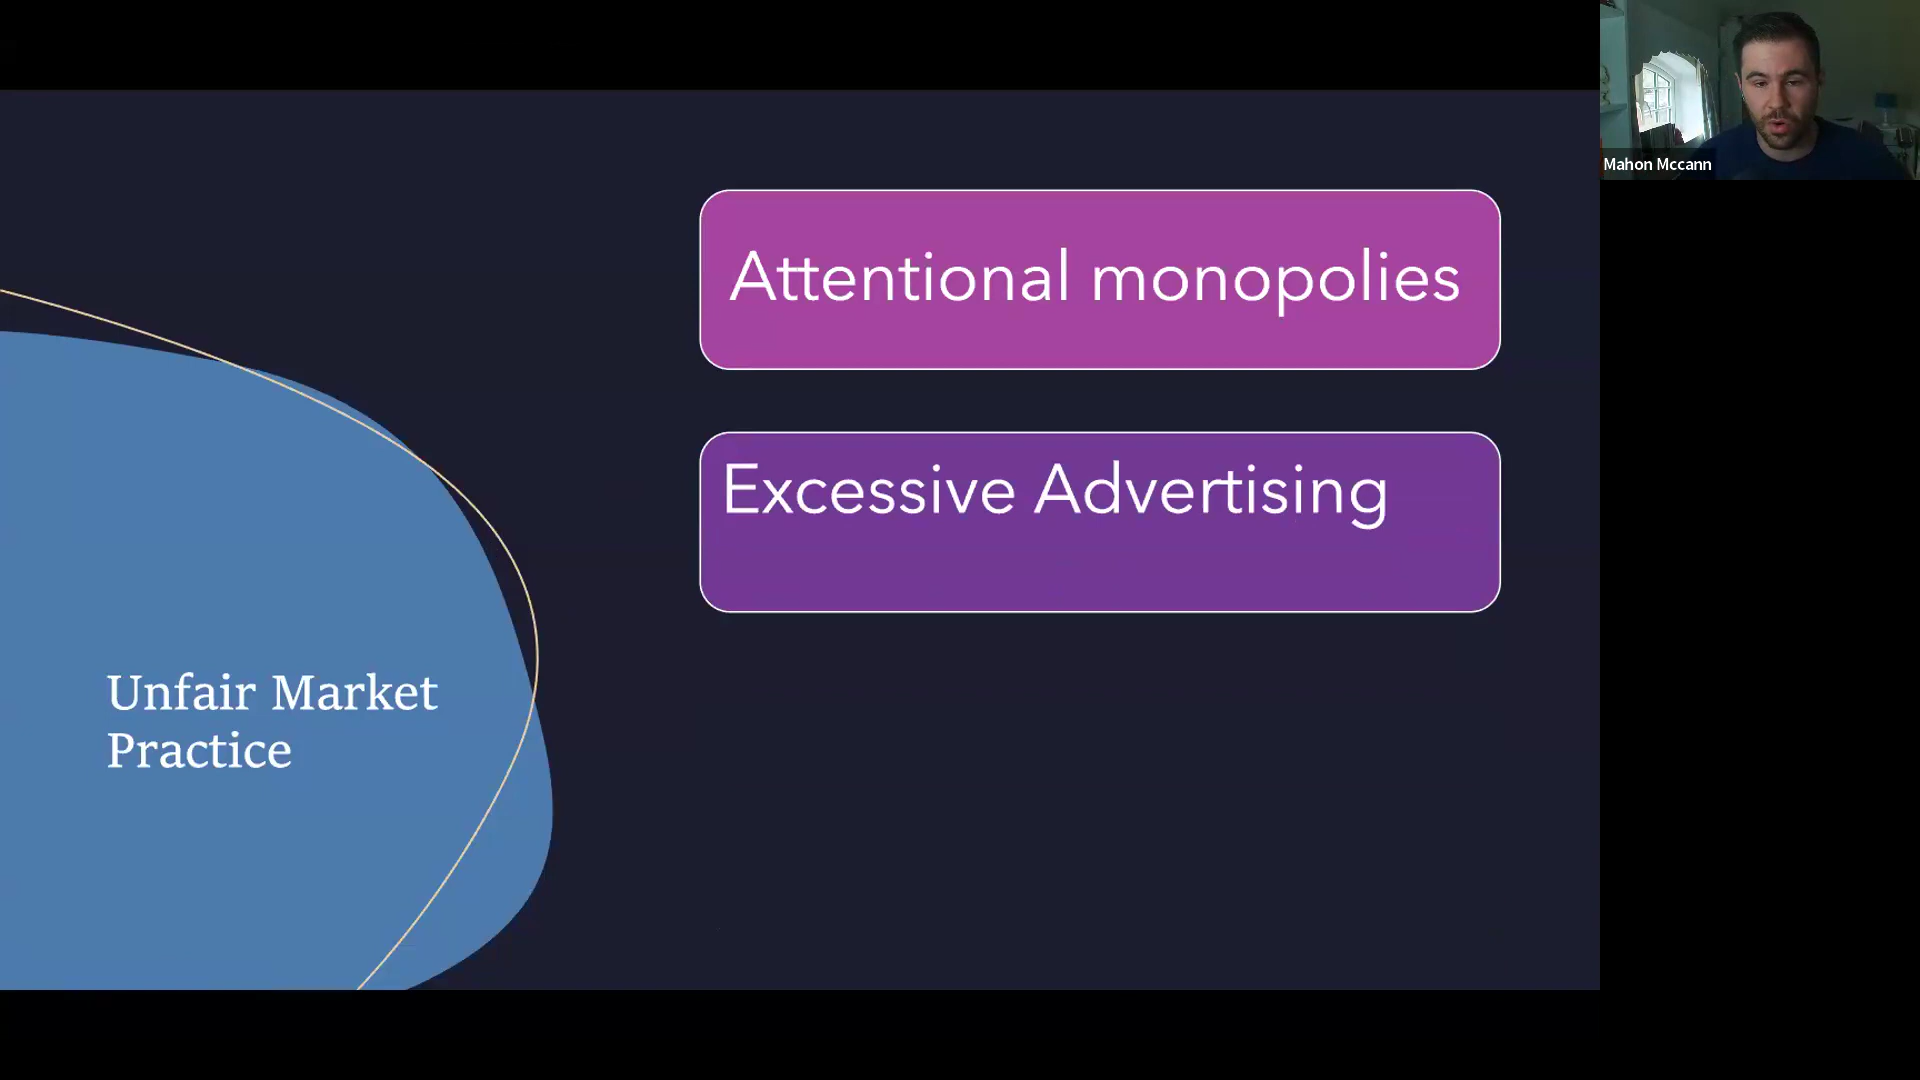 Unfair Market
Practice
Attentional monopolies
Excessive Advertising
Mahon Mccann